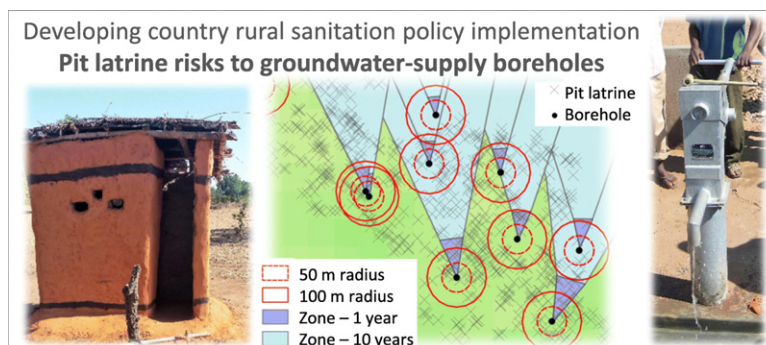 Developing country rural sanitation policy implementation
Pit latrine risks to groundwater-supply boreholes
Pit latrine
Borehole
50 m radius
100 m radius
Zone – 1 year
Zone – 10 years